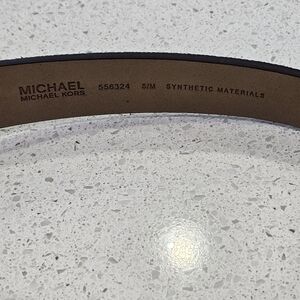 MICHAEL
MICHAEL KORS 556324 S/M SYNTHETIC MATERIALS